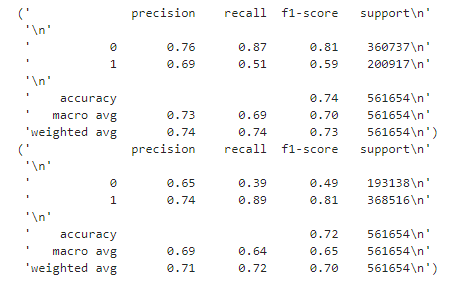 ('              precision    recall  f1-score   support\n'
 '\n'
 '           0       0.76      0.87      0.81    360737\n'
 '           1       0.69      0.51      0.59    200917\n'
 '\n'
 '    accuracy                           0.74    561654\n'
 '   macro avg       0.73      0.69      0.70    561654\n'
 'weighted avg       0.74      0.74      0.73    561654\n')
('              precision    recall  f1-score   support\n'
 '\n'
 '           0       0.65      0.39      0.49    193138\n'
 '           1       0.74      0.89      0.81    368516\n'
 '\n'
 '    accuracy                           0.72    561654\n'
 '   macro avg       0.69      0.64      0.65    561654\n'
 'weighted avg       0.71      0.72      0.70    561654\n')